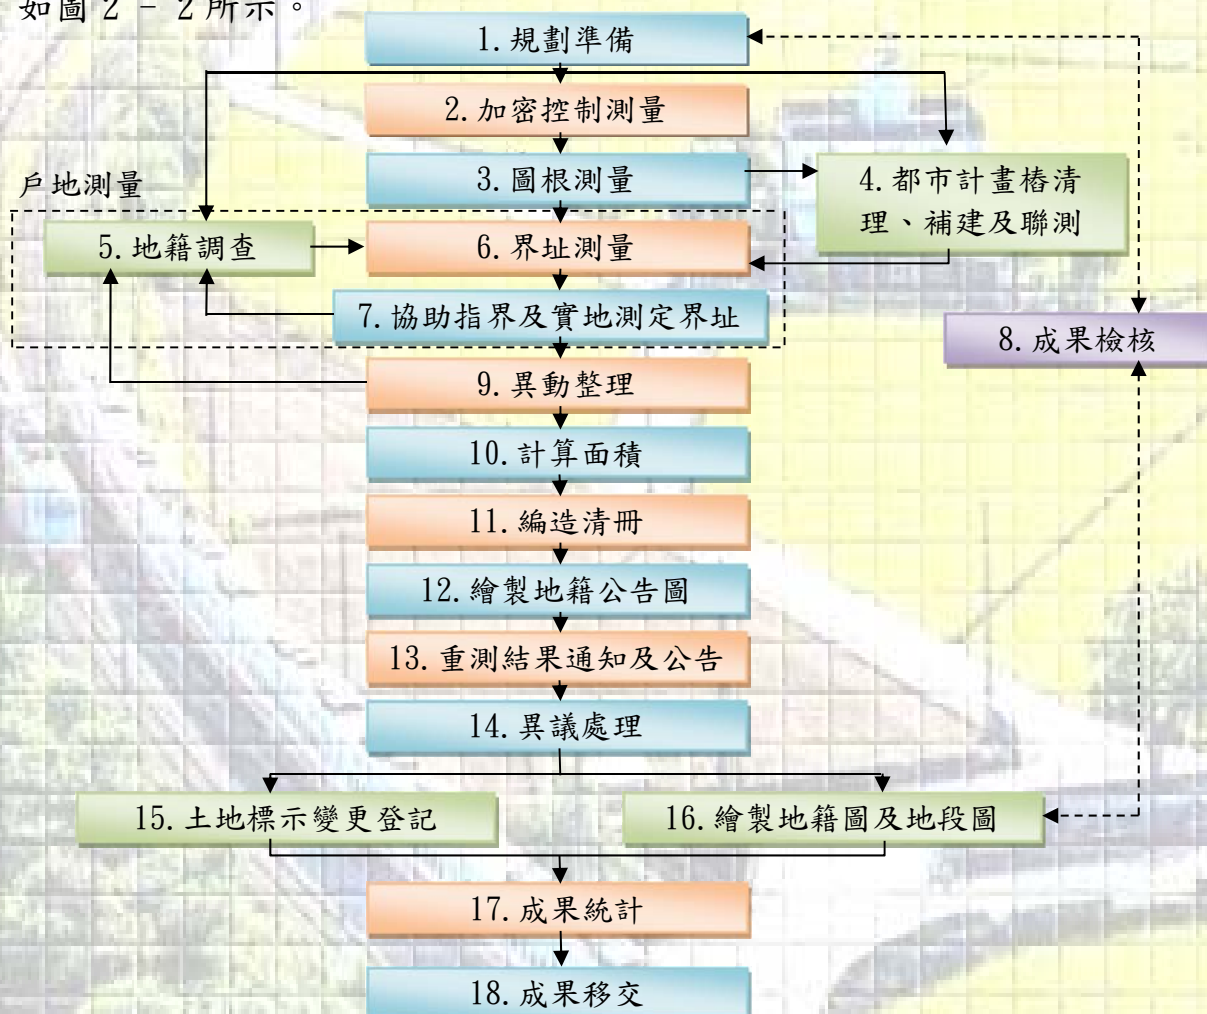 如圖 2 - 2 所示。
1.規劃準備
2.加密控制測量
3.圖根測量
4.都市計畫樁清
理、補建及聯測
戶地測量
5.地籍調查
6.界址測量
7.協助指界及實地測定界址
8.成果檢核
9.異動整理
10.計算面積
11.編造清冊
12.繪製地籍公告圖
13.重測結果通知及公告
14.異議處理
15.土地標示變更登記
16.繪製地籍圖及地段圖
17.成果統計
18.成果移交